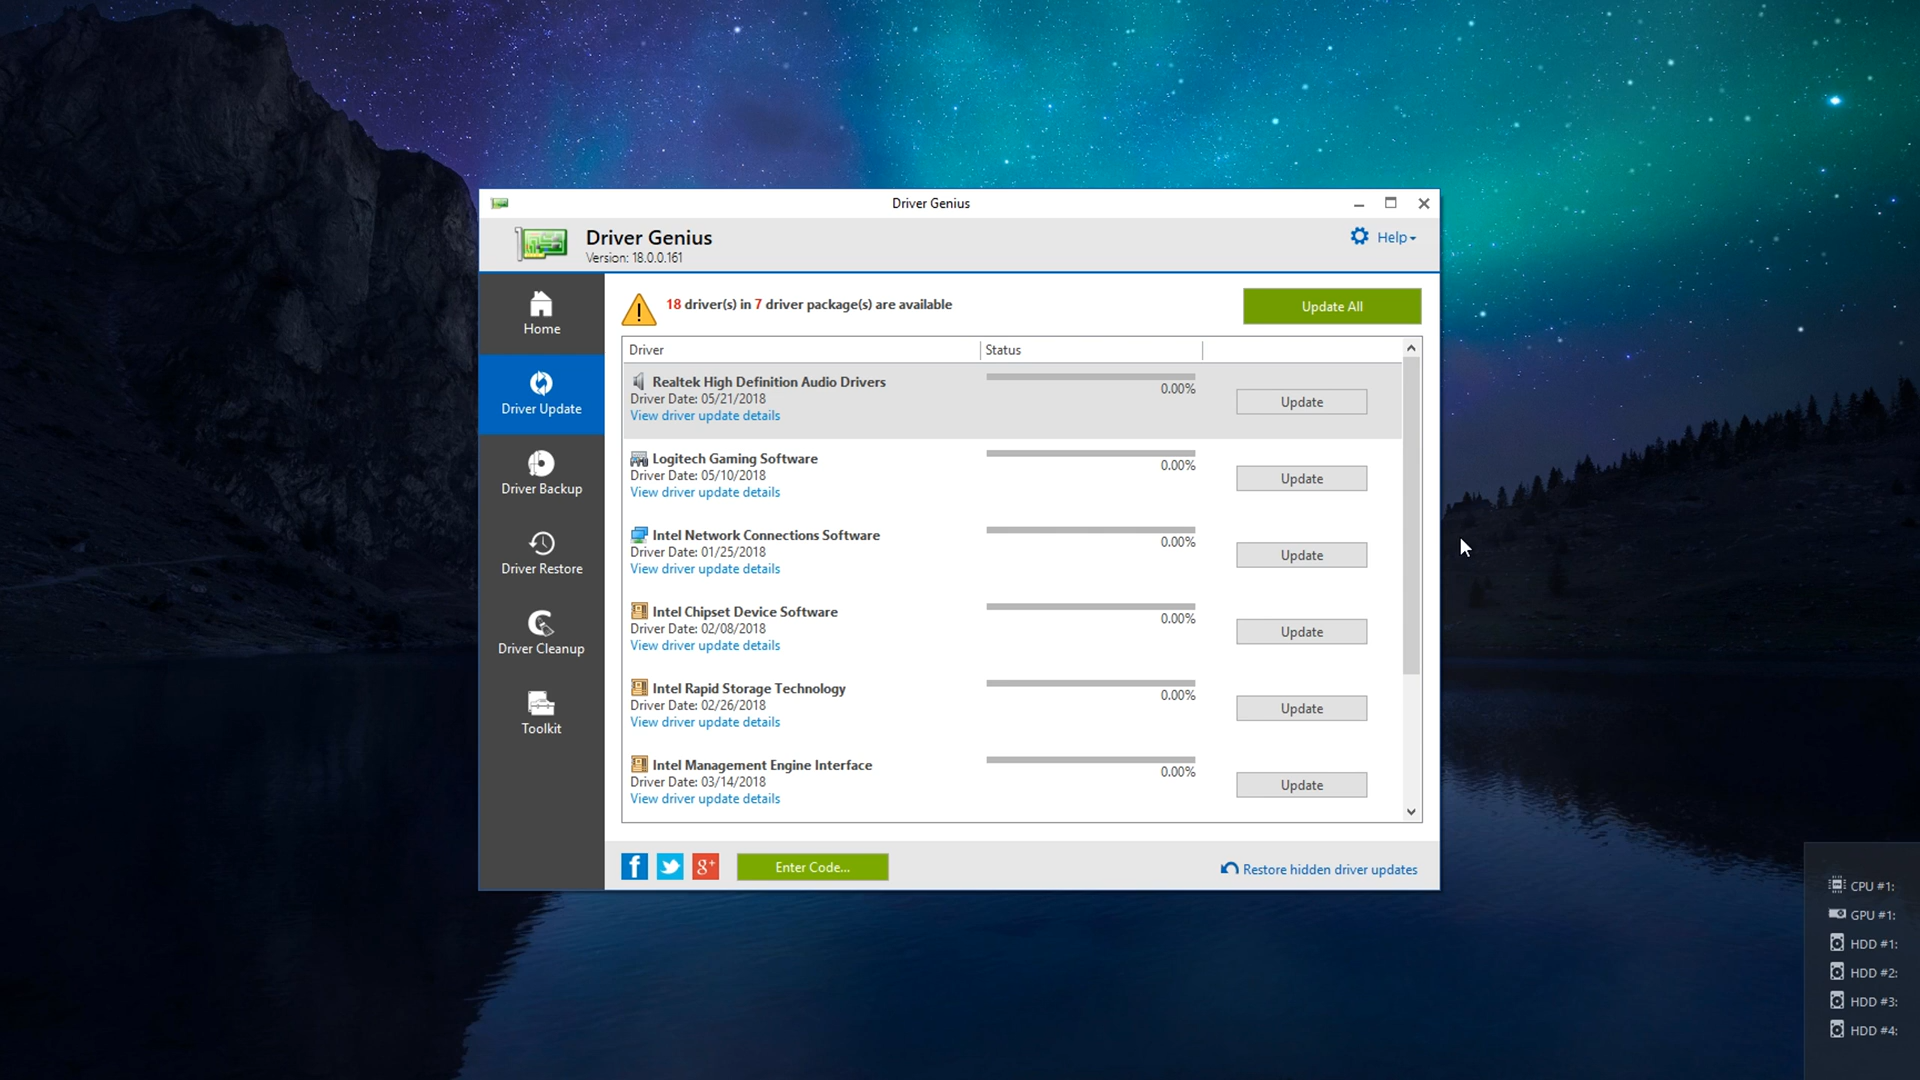 Driver Genius
Driver Genius
Version: 18.0.0.161
Help
Home
Driver Update
Driver Backup
Driver Restore
Driver Cleanup
Toolkit
18 driver(s) in 7 driver package(s) are available
Update All
Driver Status
Realtek High Definition Audio Drivers
Driver Date: 05/21/2018
View driver update details
0.00%
Update
Logitech Gaming Software
Driver Date: 05/10/2018
View driver update details
0.00%
Update
Intel Network Connections Software
Driver Date: 01/25/2018
View driver update details
0.00%
Update
Intel Chipset Device Software
Driver Date: 02/08/2018
View driver update details
0.00%
Update
Intel Rapid Storage Technology
Driver Date: 02/26/2018
View driver update details
0.00%
Update
Intel Management Engine Interface
Driver Date: 03/14/2018
View driver update details
0.00%
Update
f
g+
Enter Code...
Restore hidden driver updates
CPU #1:
GPU #1:
HDD #1:
HDD #2:
HDD #3:
HDD #4: